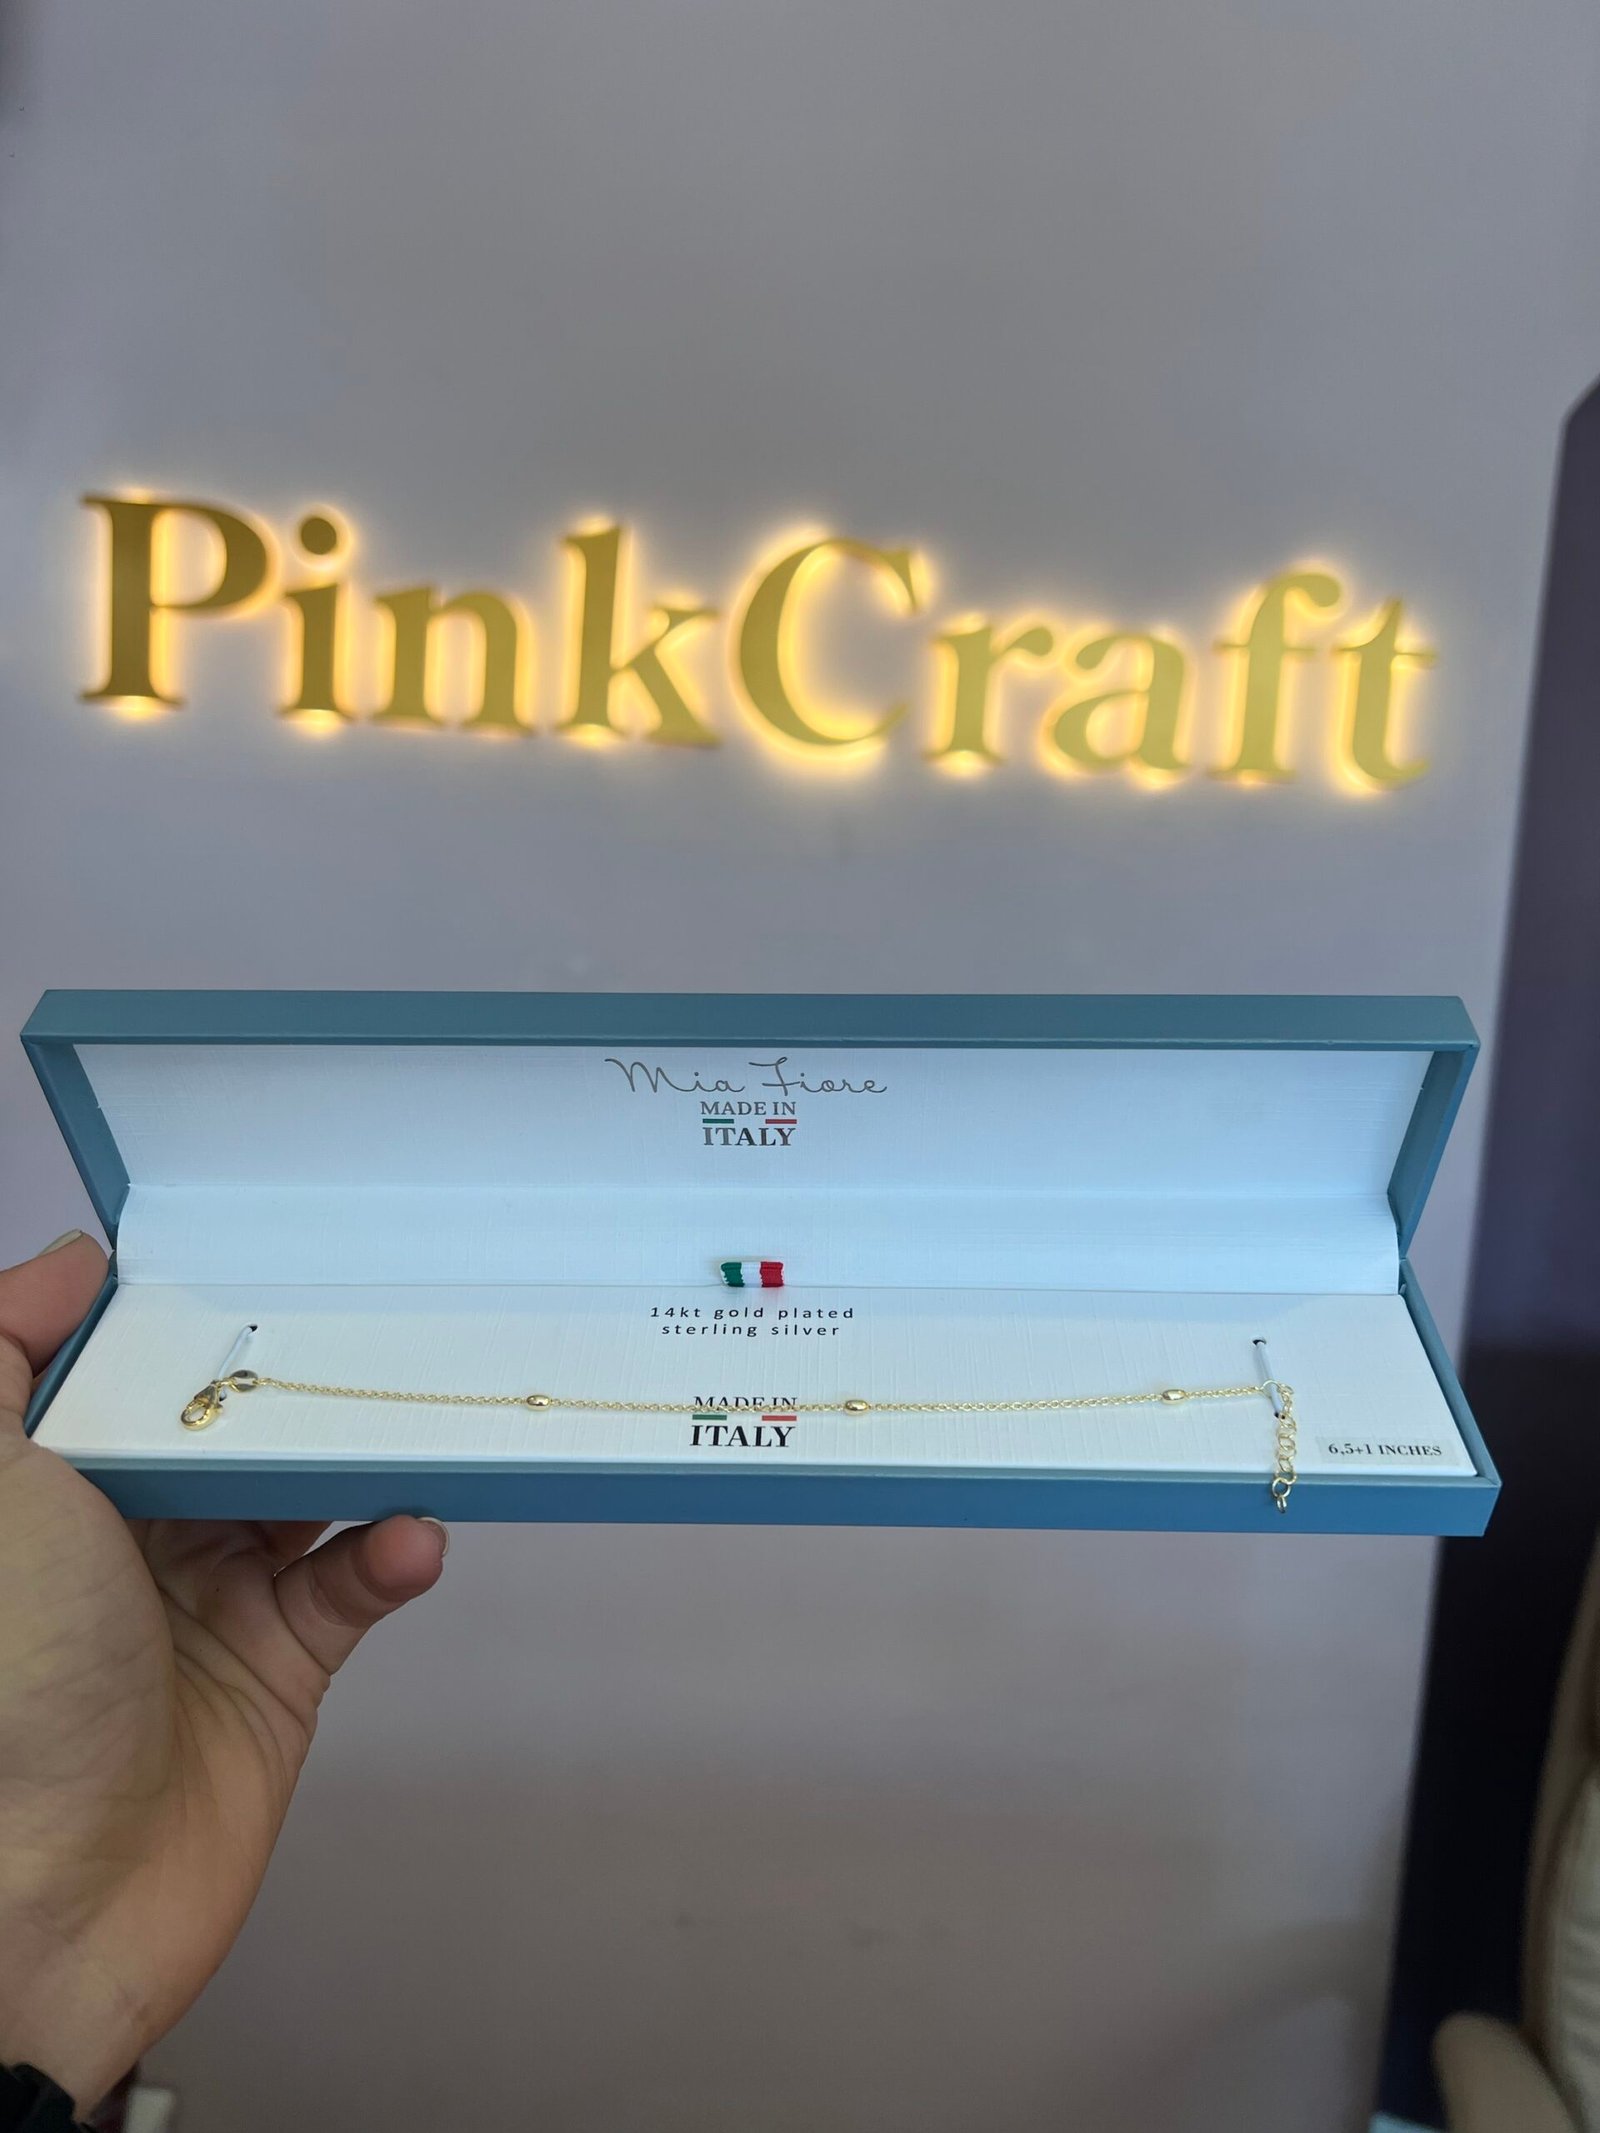 PinkCraft
Mia Fiore
MADE IN
ITALY
14kt gold plated
sterling silver
MADE IN
ITALY
6,5+1 INCHES